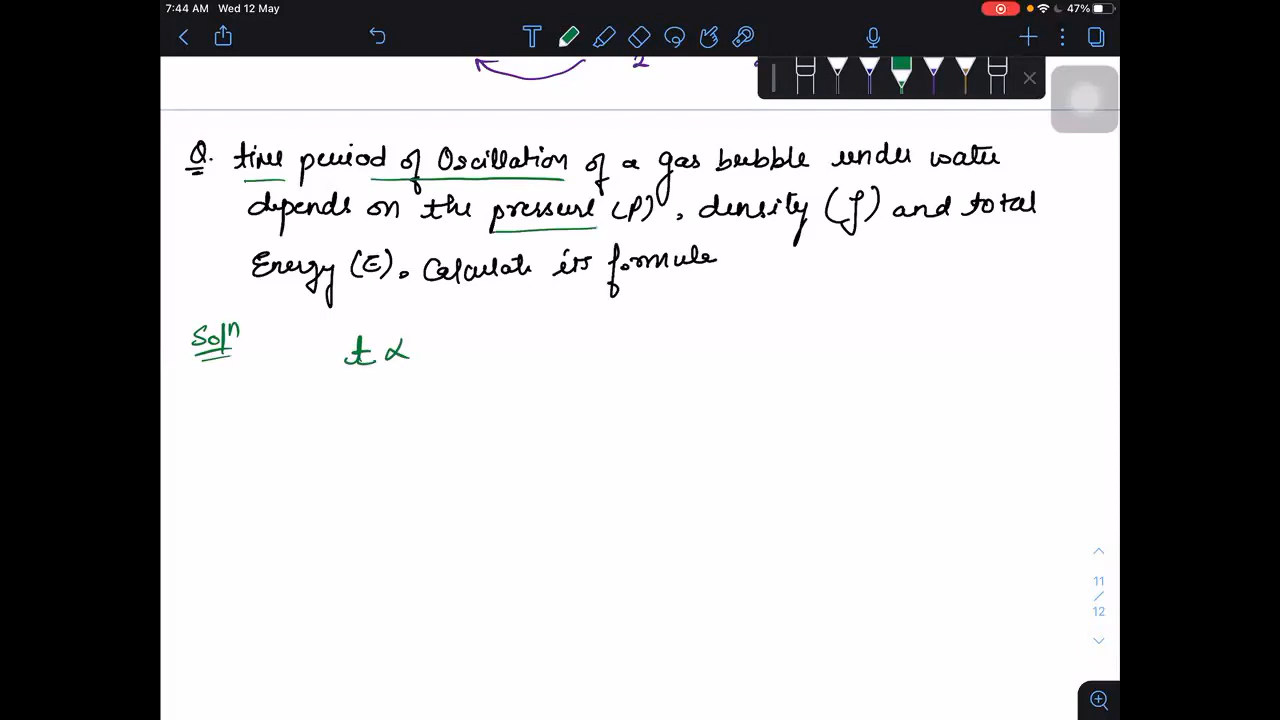 7:44 AM Wed 12 May
47%
T
2
Q. time period of Oscillation of a gas bubble under water
depends on the pressure (P), density (ρ) and total
Energy (E). Calculate its formula
Solⁿ
t ∝
11
/
12